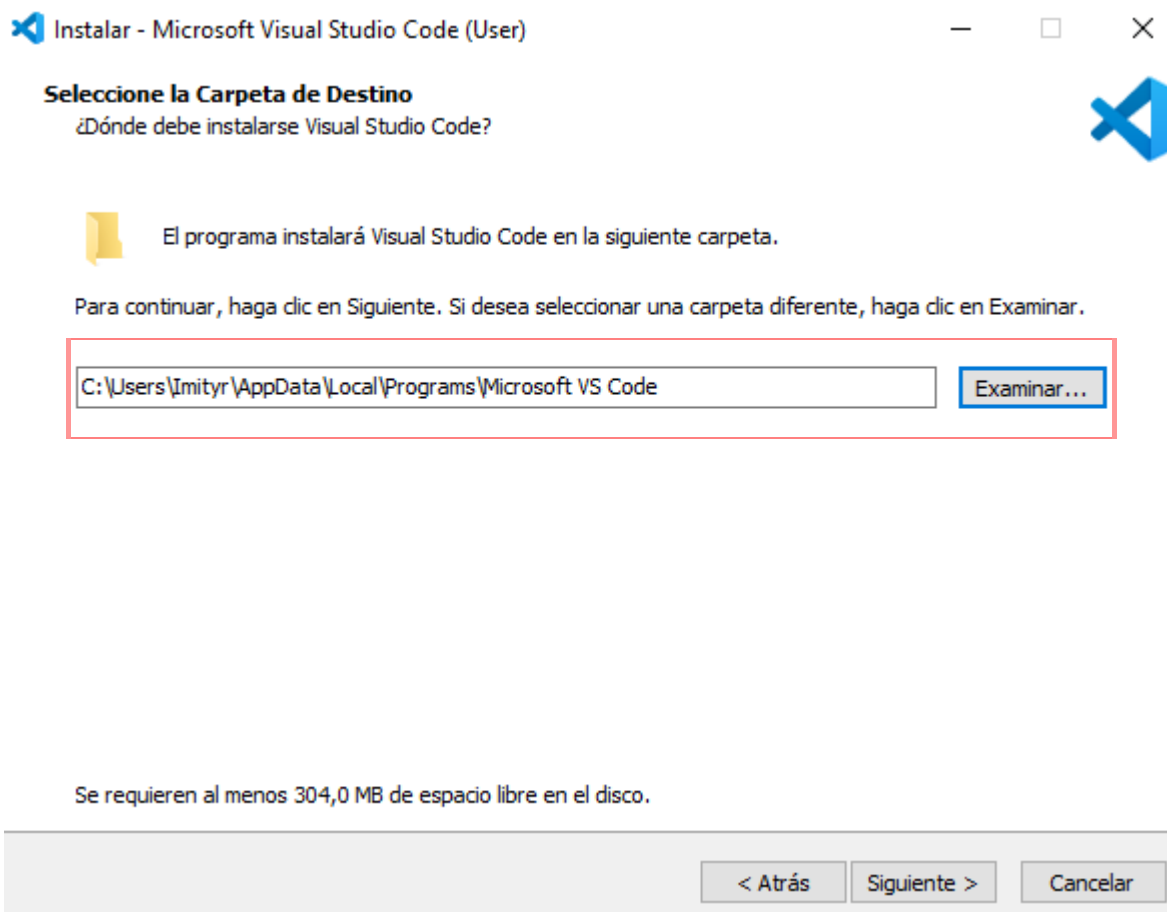 Instalar - Microsoft Visual Studio Code (User)
Seleccione la Carpeta de Destino
¿Dónde debe instalarse Visual Studio Code?
El programa instalará Visual Studio Code en la siguiente carpeta.
Para continuar, haga clic en Siguiente. Si desea seleccionar una carpeta diferente, haga clic en Examinar.
C:\Users\Imityr\AppData\Local\Programs\Microsoft VS Code
Examinar...
Se requieren al menos 304,0 MB de espacio libre en el disco.
< Atrás
Siguiente >
Cancelar